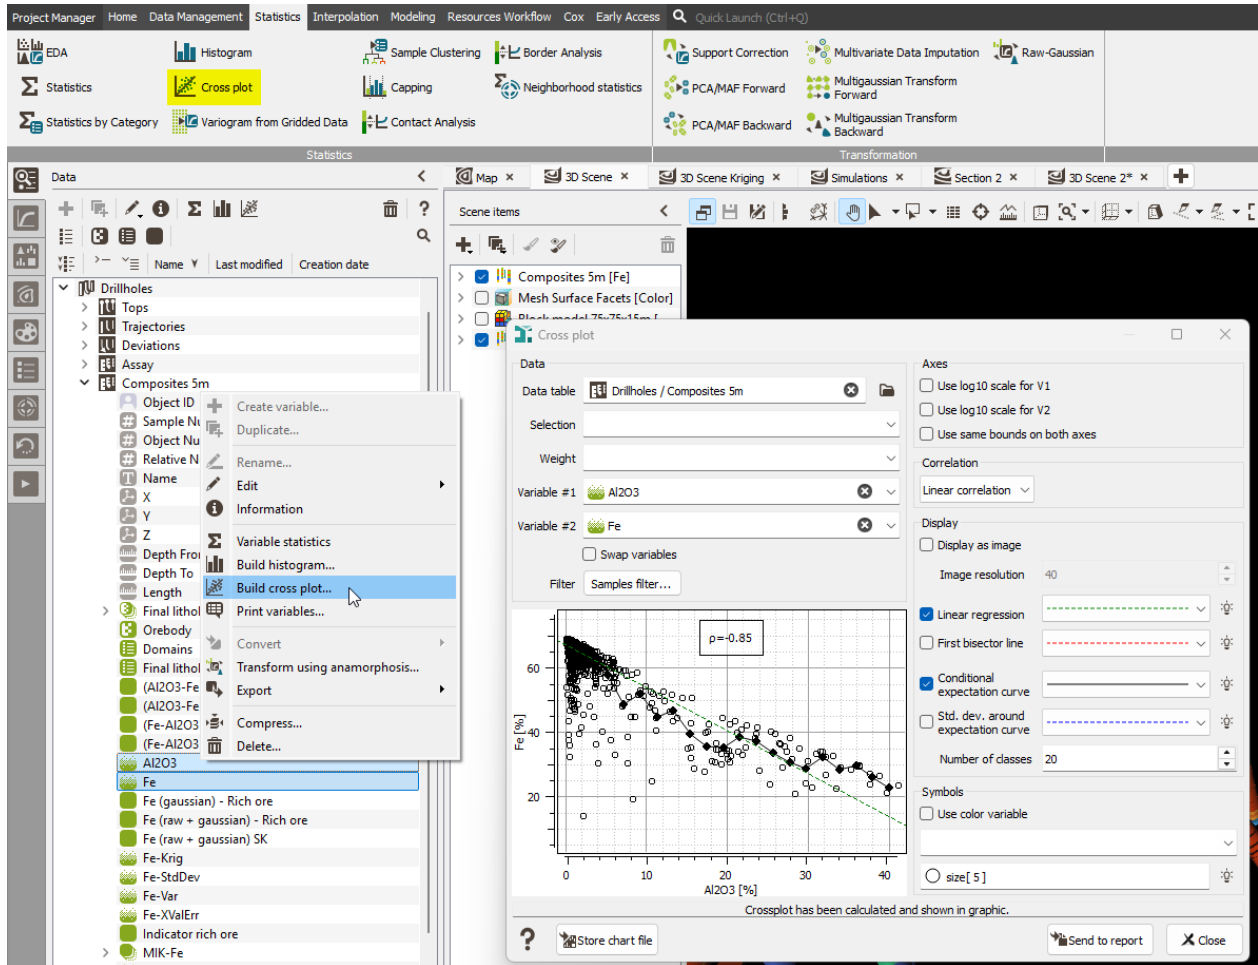 Project Manager Home Data Management Statistics Interpolation Modeling Resources Workflow Cox Early Access Quick Launch (Ctrl+Q)
EDA Histogram Sample Clustering Border Analysis Support Correction Multivariate Data Imputation Raw-Gaussian
Statistics Cross plot Capping Neighborhood statistics PCA/MAF Forward Multigaussian Transform Forward
Statistics by Category Variogram from Gridded Data Contact Analysis PCA/MAF Backward Multigaussian Transform Backward
Statistics Transformation
Data
Map 3D Scene 3D Scene Kriging Simulations Section 2 3D Scene 2*
Scene items
Name Last modified Creation date
Drillholes
Tops
Trajectories
Deviations
Assay
Composites 5m
Object ID
Sample Nu
Object Nu
Relative N
Name
X
Y
Z
Depth Fro
Depth To
Length
Final lithol
Orebody
Domains
Final lithol
(Al2O3-Fe
(Al2O3-Fe
(Fe-Al2O3
(Fe-Al2O3
Al2O3
Fe
Fe (gaussian) - Rich ore
Fe (raw + gaussian) - Rich ore
Fe (raw + gaussian) SK
Fe-Krig
Fe-StdDev
Fe-Var
Fe-XValErr
Indicator rich ore
MIK-Fe
Create variable...
Duplicate...
Rename...
Edit
Information
Variable statistics
Build histogram...
Build cross plot...
Print variables...
Convert
Transform using anamorphosis...
Export
Compress...
Delete...
Composites 5m [Fe]
Mesh Surface Facets [Color]
Block model 75x75x15m [
Cross plot
Data
Data table Drillholes / Composites 5m
Selection
Weight
Variable #1 Al2O3
Variable #2 Fe
Swap variables
Filter Samples filter...
ρ=-0.85
60
40
20
Fe [%]
0 10 20 30 40
Al2O3 [%]
Axes
Use log10 scale for V1
Use log10 scale for V2
Use same bounds on both axes
Correlation
Linear correlation
Display
Display as image
Image resolution 40
Linear regression
First bisector line
Conditional
expectation curve
Std. dev. around
expectation curve
Number of classes 20
Symbols
Use color variable
size[ 5 ]
Crossplot has been calculated and shown in graphic.
? Store chart file Send to report Close